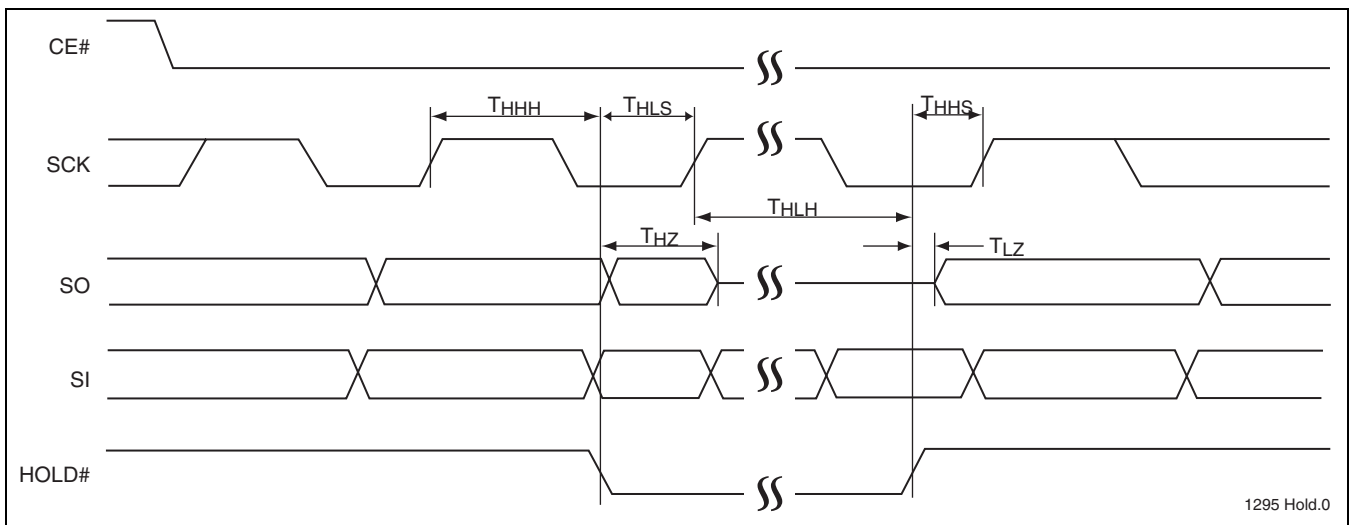 CE#
THHH
THLS
THHS
SCK
THLH
THZ
TLZ
SO
SI
HOLD#
1295 Hold.0